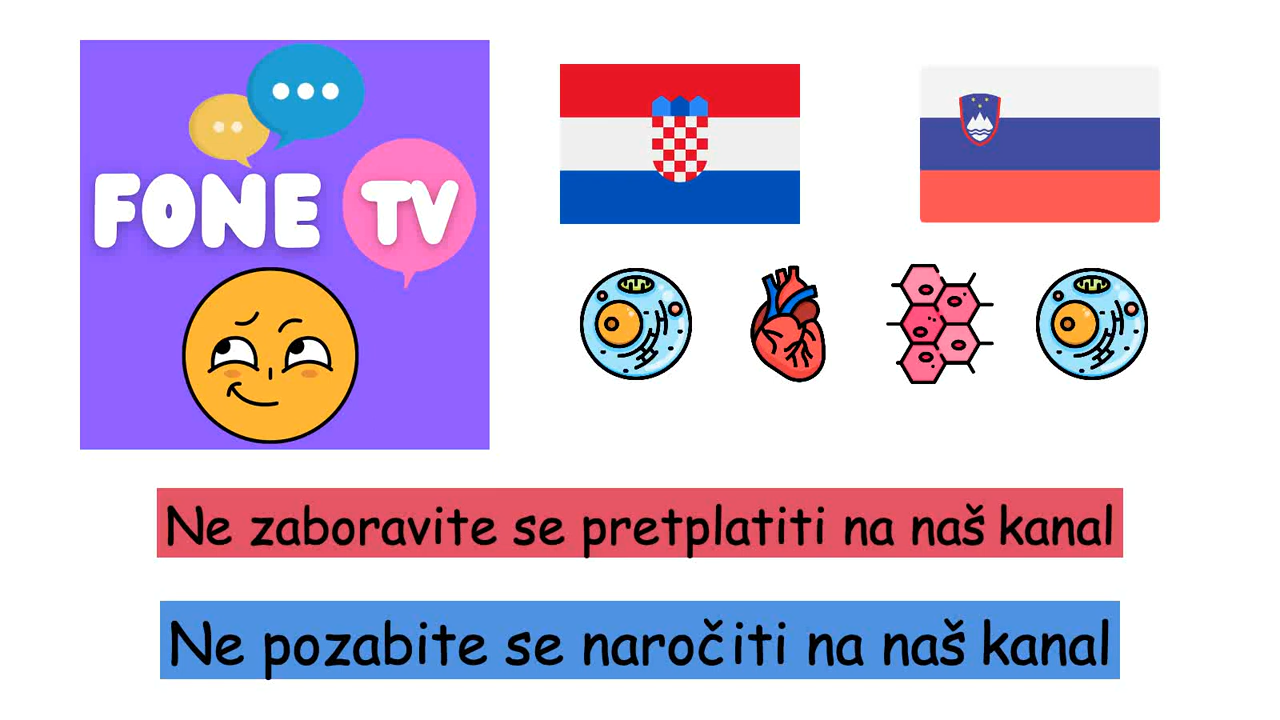 FONE TV
Ne zaboravite se pretplatiti na naš kanal
Ne pozabite se naročiti na naš kanal